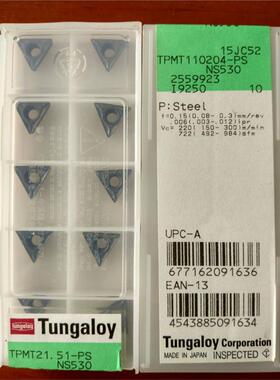 Tungaloy
TPMT21.51-PS
NS530
15JC52
TPMT110204-PS
NS530
2559923
I9250 10
P:Steel
f=0.15(0.08- 0.3)mm/rev
.006(.003-.012)ipr
Vc= 220( 150- 300)m/min
722( 492- 984)sfm
UPC-A
677162091636
EAN-13
4543885091634
Tungaloy Corporation
MADE IN JAPAN INSPECTED